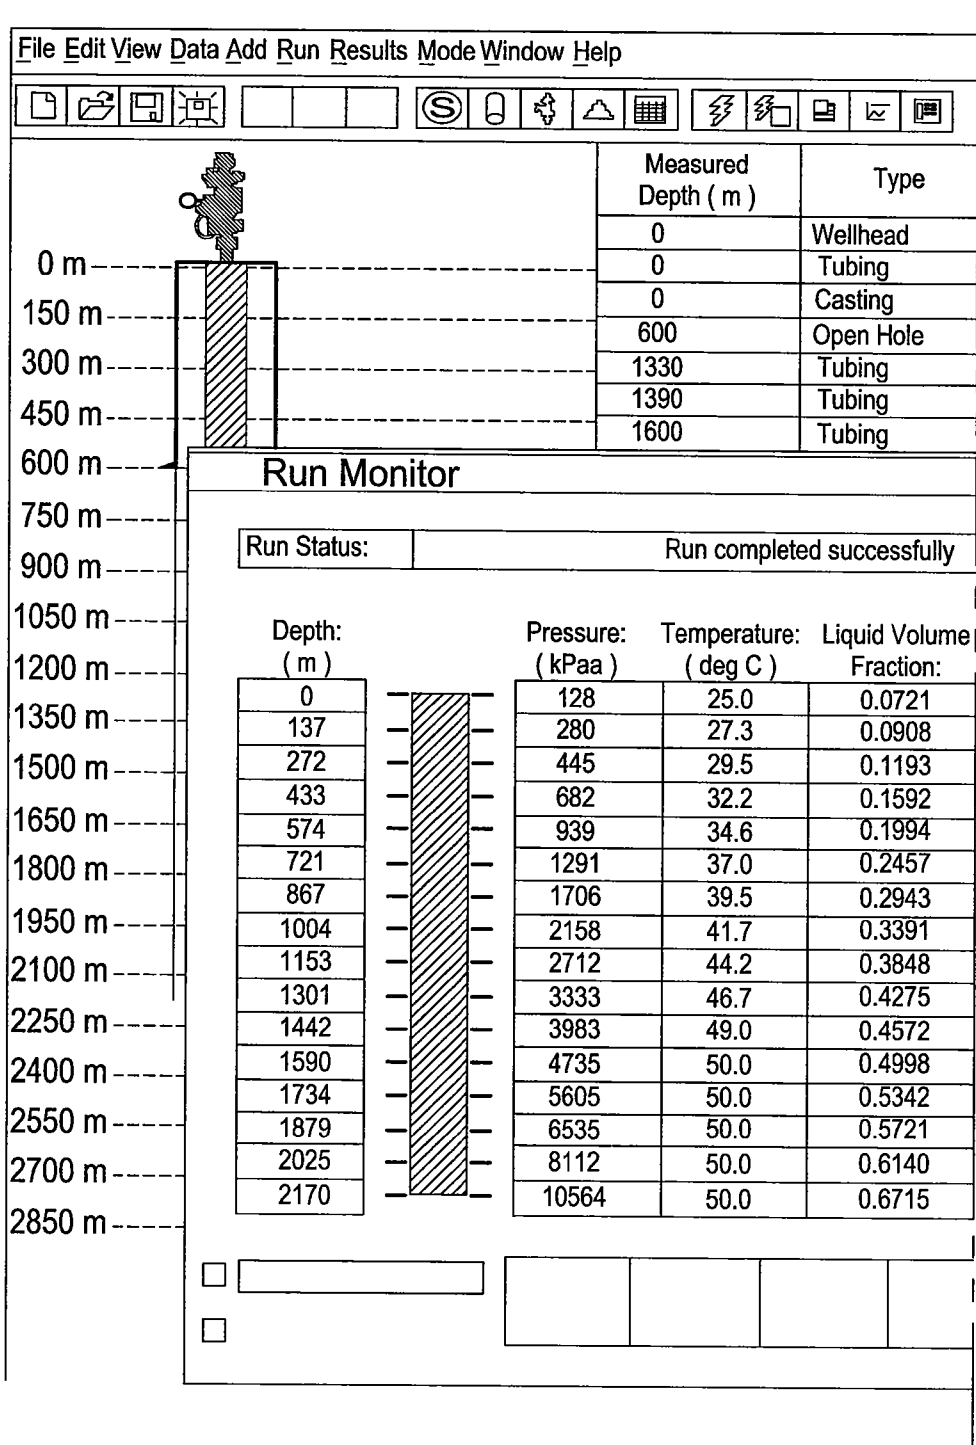 File Edit View Data Add Run Results Mode Window Help
S
Measured Depth ( m ) Type
0 Wellhead
0 Tubing
0 Casting
600 Open Hole
1330 Tubing
1390 Tubing
1600 Tubing
0 m
150 m
300 m
450 m
600 m
750 m
900 m
1050 m
1200 m
1350 m
1500 m
1650 m
1800 m
1950 m
2100 m
2250 m
2400 m
2550 m
2700 m
2850 m
Run Monitor
Run Status: Run completed successfully
Depth: Pressure: Temperature: Liquid Volume
( m ) ( kPaa ) ( deg C ) Fraction:
0 128 25.0 0.0721
137 280 27.3 0.0908
272 445 29.5 0.1193
433 682 32.2 0.1592
574 939 34.6 0.1994
721 1291 37.0 0.2457
867 1706 39.5 0.2943
1004 2158 41.7 0.3391
1153 2712 44.2 0.3848
1301 3333 46.7 0.4275
1442 3983 49.0 0.4572
1590 4735 50.0 0.4998
1734 5605 50.0 0.5342
1879 6535 50.0 0.5721
2025 8112 50.0 0.6140
2170 10564 50.0 0.6715